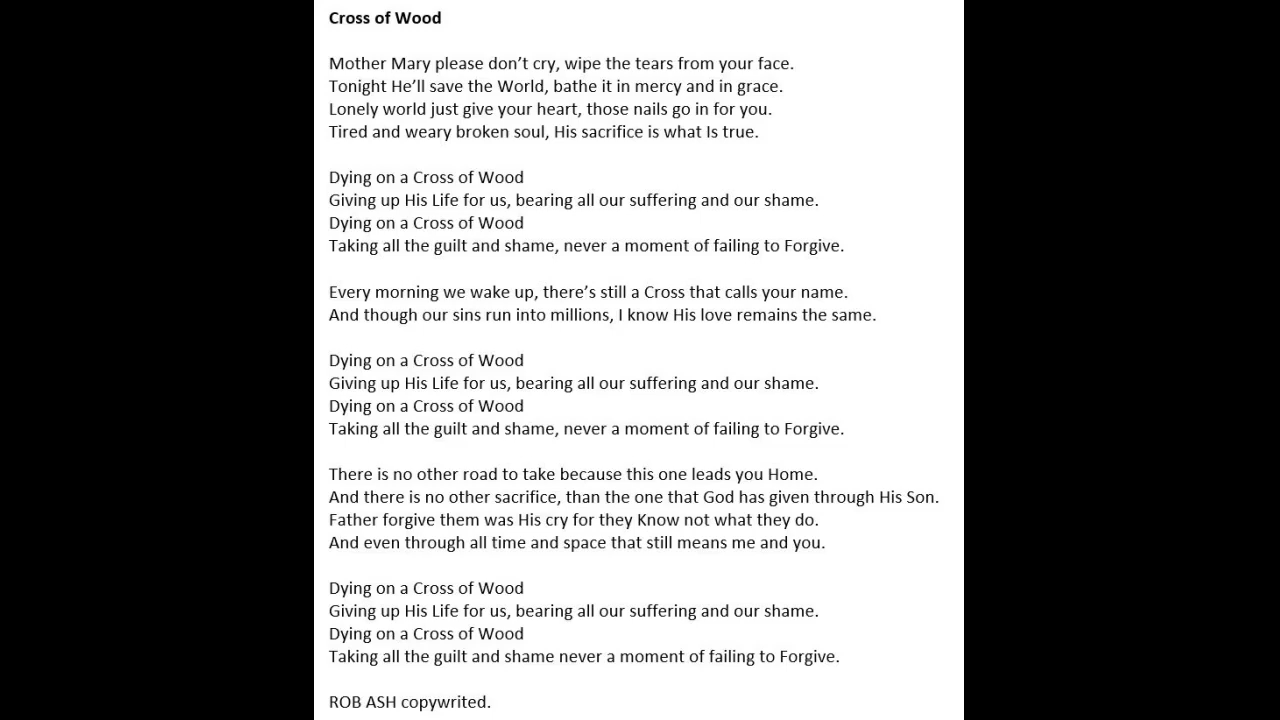 Cross of Wood
Mother Mary please don’t cry, wipe the tears from your face.
Tonight He’ll save the World, bathe it in mercy and in grace.
Lonely world just give your heart, those nails go in for you.
Tired and weary broken soul, His sacrifice is what Is true.
Dying on a Cross of Wood
Giving up His Life for us, bearing all our suffering and our shame.
Dying on a Cross of Wood
Taking all the guilt and shame, never a moment of failing to Forgive.
Every morning we wake up, there’s still a Cross that calls your name.
And though our sins run into millions, I know His love remains the same.
Dying on a Cross of Wood
Giving up His Life for us, bearing all our suffering and our shame.
Dying on a Cross of Wood
Taking all the guilt and shame, never a moment of failing to Forgive.
There is no other road to take because this one leads you Home.
And there is no other sacrifice, than the one that God has given through His Son.
Father forgive them was His cry for they Know not what they do.
And even through all time and space that still means me and you.
Dying on a Cross of Wood
Giving up His Life for us, bearing all our suffering and our shame.
Dying on a Cross of Wood
Taking all the guilt and shame never a moment of failing to Forgive.
ROB ASH copywrited.